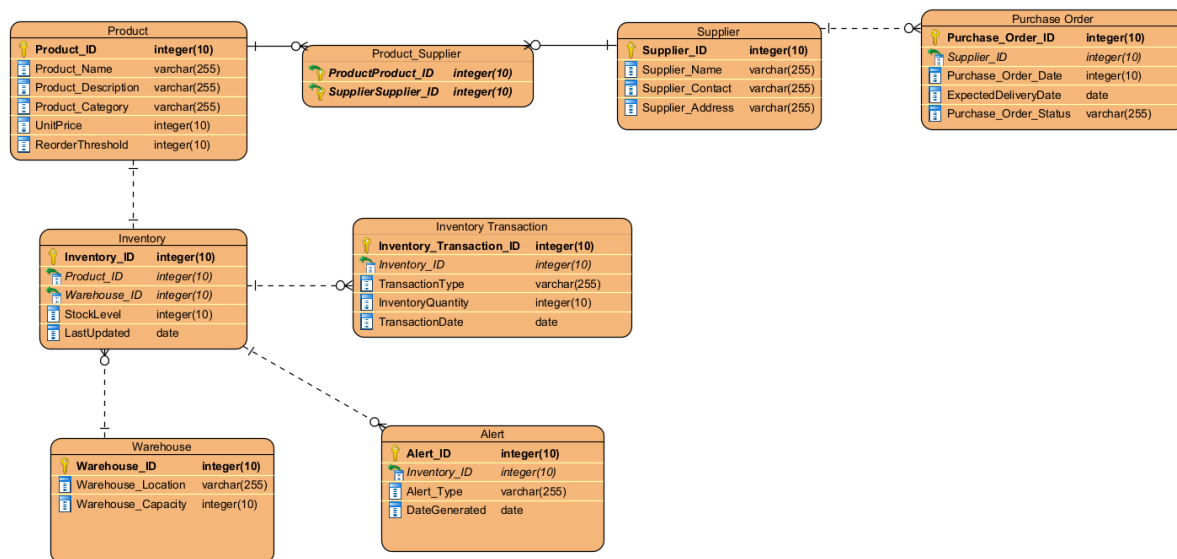 Product
Product_ID integer(10)
Product_Name varchar(255)
Product_Description varchar(255)
Product_Category varchar(255)
UnitPrice integer(10)
ReorderThreshold integer(10)
Product_Supplier
ProductProduct_ID integer(10)
SupplierSupplier_ID integer(10)
Supplier
Supplier_ID integer(10)
Supplier_Name varchar(255)
Supplier_Contact varchar(255)
Supplier_Address varchar(255)
Purchase Order
Purchase_Order_ID integer(10)
Supplier_ID integer(10)
Purchase_Order_Date integer(10)
ExpectedDeliveryDate date
Purchase_Order_Status varchar(255)
Inventory
Inventory_ID integer(10)
Product_ID integer(10)
Warehouse_ID integer(10)
StockLevel integer(10)
LastUpdated date
Inventory Transaction
Inventory_Transaction_ID integer(10)
Inventory_ID integer(10)
TransactionType varchar(255)
InventoryQuantity integer(10)
TransactionDate date
Warehouse
Warehouse_ID integer(10)
Warehouse_Location varchar(255)
Warehouse_Capacity integer(10)
Alert
Alert_ID integer(10)
Inventory_ID integer(10)
Alert_Type varchar(255)
DateGenerated date